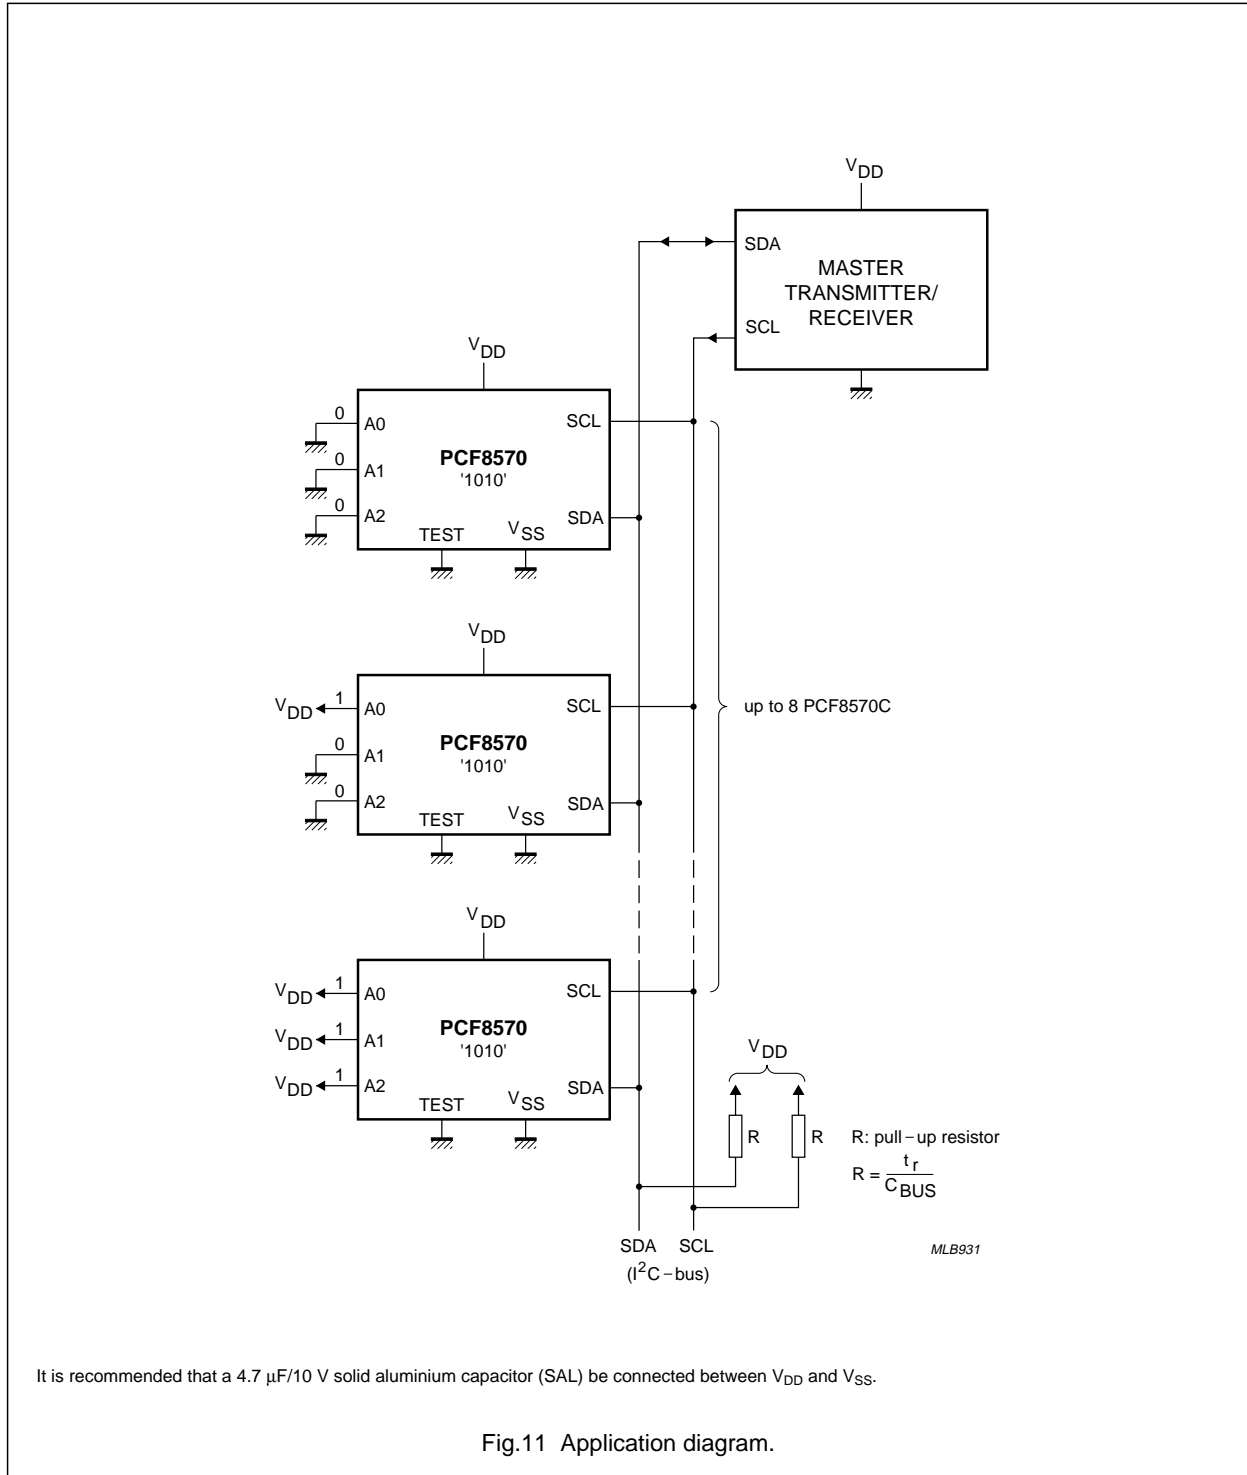 VDD
SDA
MASTER
TRANSMITTER/
RECEIVER
SCL
VDD
0
A0
SCL
PCF8570
'1010'
0
A1
0
A2
SDA
TEST
VSS
VDD
VDD
1
A0
SCL
up to 8 PCF8570C
PCF8570
'1010'
0
A1
0
A2
SDA
TEST
VSS
VDD
VDD
1
A0
SCL
PCF8570
'1010'
VDD
1
A1
VDD
1
A2
SDA
TEST
VSS
VDD
R
R
R: pull–up resistor
R = tr
CBUS
SDA SCL
(I2C–bus)
MLB931
It is recommended that a 4.7 μF/10 V solid aluminium capacitor (SAL) be connected between VDD and VSS.
Fig.11 Application diagram.